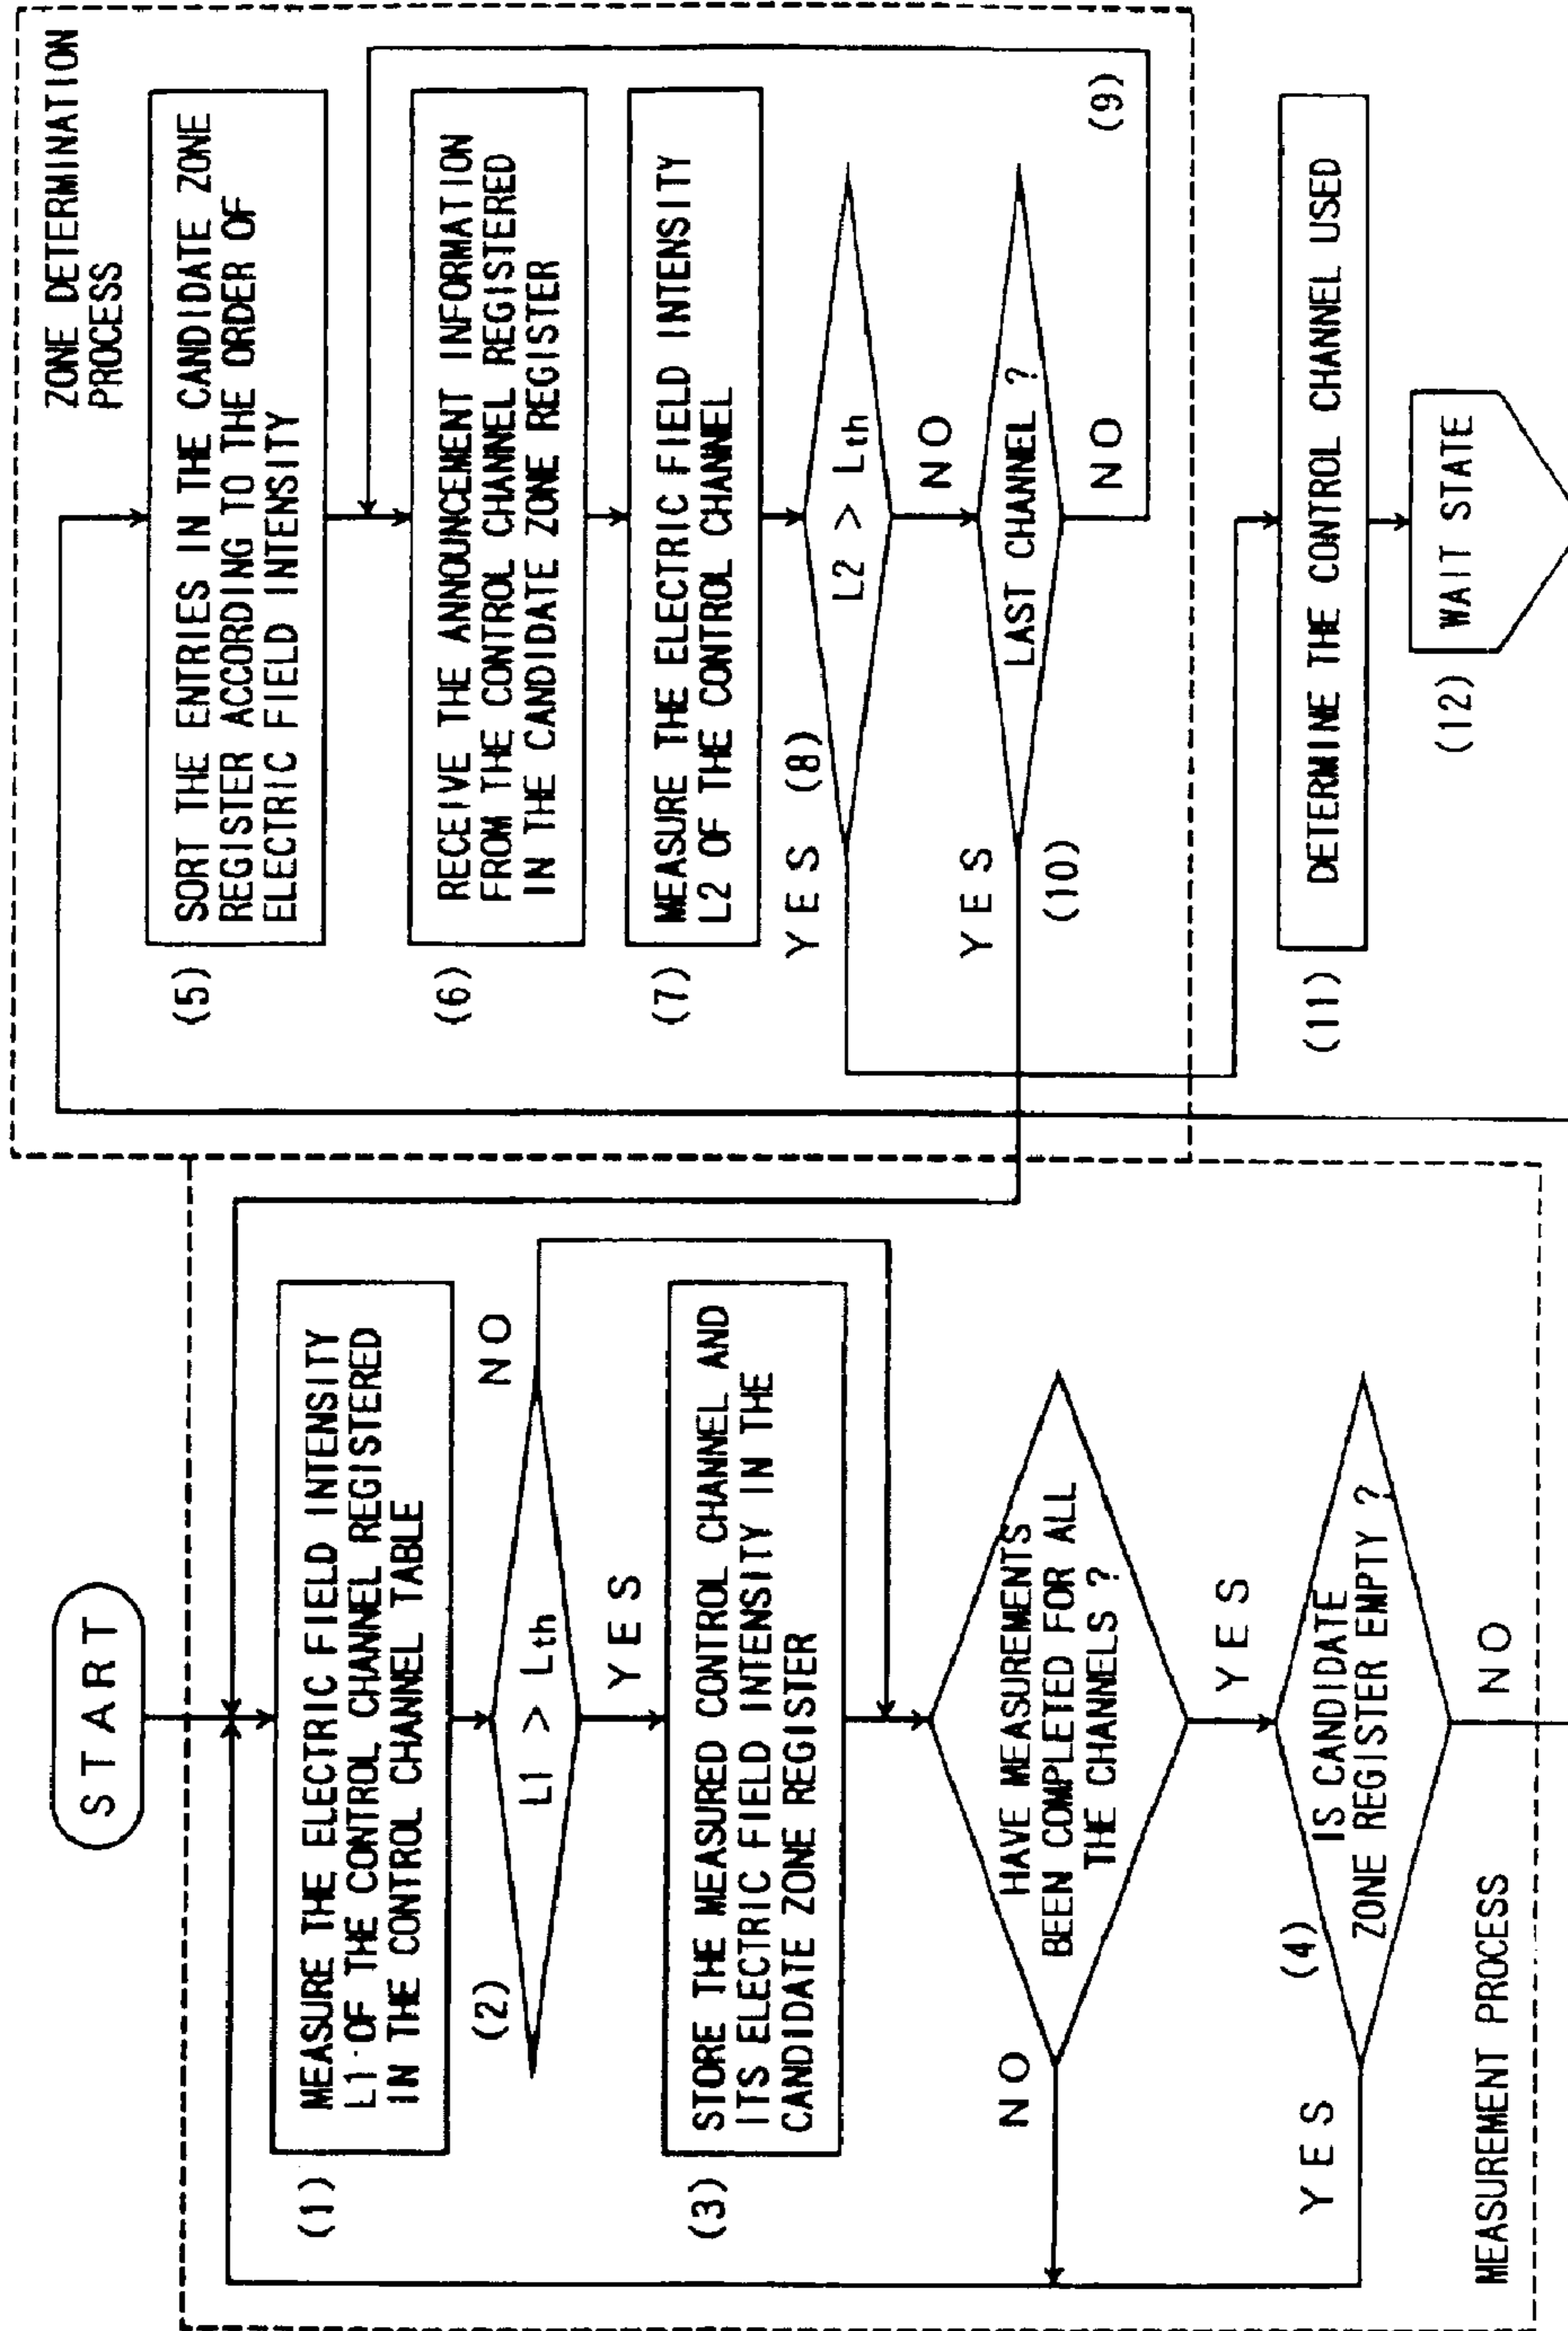 START
(1)
MEASURE THE ELECTRIC FIELD INTENSITY
L1 OF THE CONTROL CHANNEL REGISTERED
IN THE CONTROL CHANNEL TABLE
(2)
L1 > Lth
NO
YES
(3)
STORE THE MEASURED CONTROL CHANNEL AND
ITS ELECTRIC FIELD INTENSITY IN THE
CANDIDATE ZONE REGISTER
HAVE MEASUREMENTS
BEEN COMPLETED FOR ALL
THE CHANNELS ?
NO
YES
(4)
IS CANDIDATE
ZONE REGISTER EMPTY ?
YES
NO
MEASUREMENT PROCESS
ZONE DETERMINATION
PROCESS
(5)
SORT THE ENTRIES IN THE CANDIDATE ZONE
REGISTER ACCORDING TO THE ORDER OF
ELECTRIC FIELD INTENSITY
(6)
RECEIVE THE ANNOUNCEMENT INFORMATION
FROM THE CONTROL CHANNEL REGISTERED
IN THE CANDIDATE ZONE REGISTER
(7)
MEASURE THE ELECTRIC FIELD INTENSITY
L2 OF THE CONTROL CHANNEL
YES (8)
L2 > Lth
NO
YES
(10)
LAST CHANNEL ?
NO
(9)
(11)
DETERMINE THE CONTROL CHANNEL USED
(12)
WAIT STATE